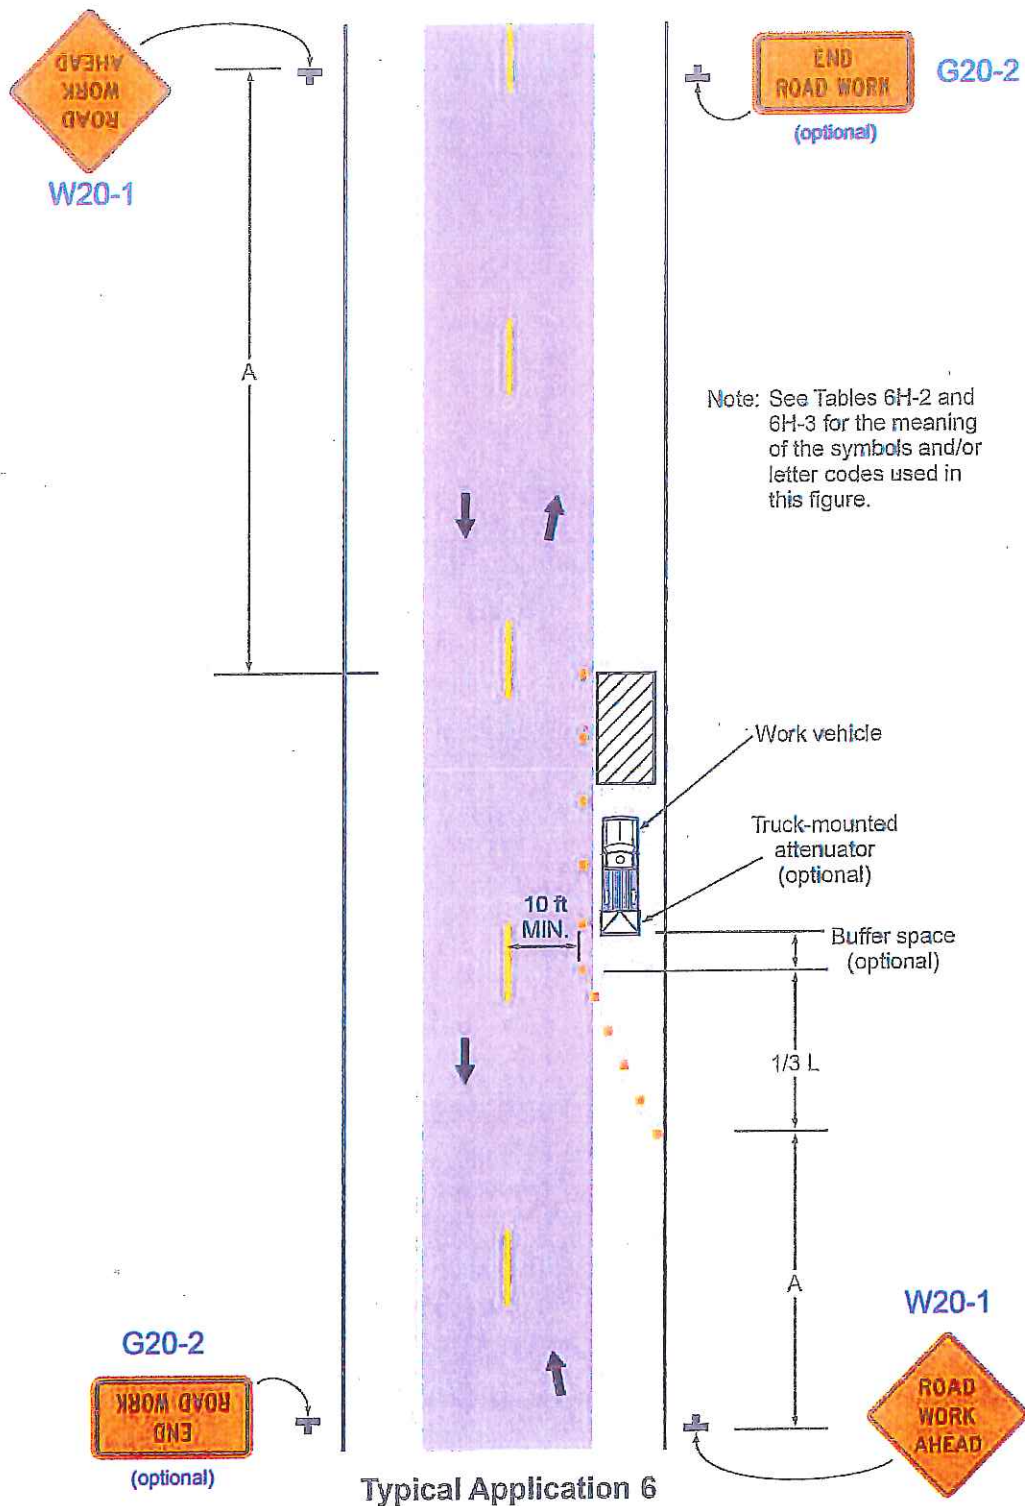 ROAD
WORK
AHEAD
W20-1
END
ROAD WORK
(optional)
G20-2
A
Note: See Tables 6H-2 and
6H-3 for the meaning
of the symbols and/or
letter codes used in
this figure.
Work vehicle
Truck-mounted
attenuator
(optional)
10 ft
MIN.
Buffer space
(optional)
1/3 L
A
G20-2
END
ROAD WORK
(optional)
W20-1
ROAD
WORK
AHEAD
Typical Application 6